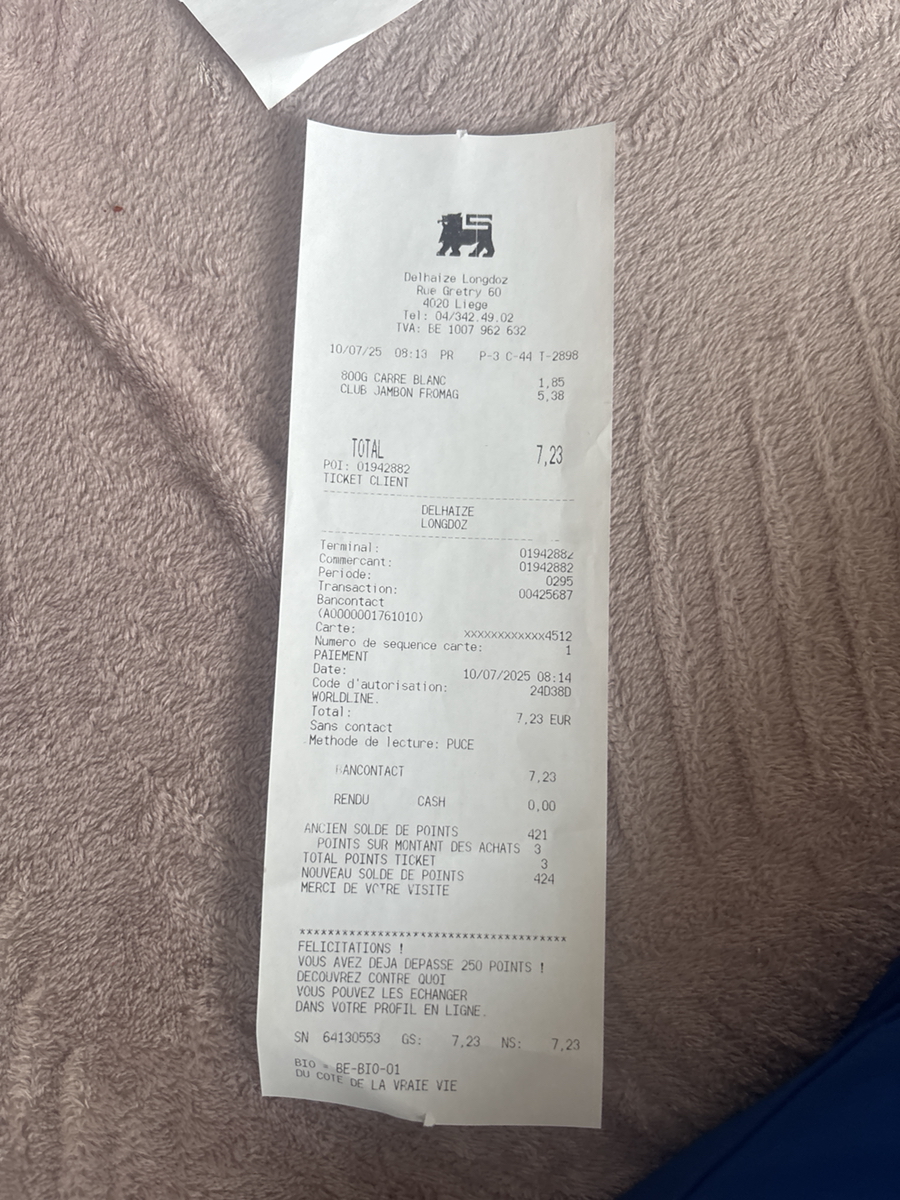 Delhaize Longdoz
Rue Gretry 60
4020 Liege
Tel: 04/342.49.02
TVA: BE 1007 962 632
10/07/25 08:13 PR P-3 C-44 T-2898
800G CARRE BLANC 1,85
CLUB JAMBON FROMAG 5,38
TOTAL 7,23
POI: 01942882
TICKET CLIENT
DELHAIZE
LONGDOZ
Terminal: 01942882
Commercant: 01942882
Periode: 0295
Transaction: 00425687
Bancontact
(A0000001761010)
Carte: xxxxxxxxxxxx4512
Numero de sequence carte: 1
PAIEMENT
Date: 10/07/2025 08:14
Code d'autorisation: 24D38D
WORLDLINE.
Total: 7,23 EUR
Sans contact
Methode de lecture: PUCE
BANCONTACT 7,23
RENDU CASH 0,00
ANCIEN SOLDE DE POINTS 421
POINTS SUR MONTANT DES ACHATS 3
TOTAL POINTS TICKET 3
NOUVEAU SOLDE DE POINTS 424
MERCI DE VOTRE VISITE
***************************************
FELICITATIONS !
VOUS AVEZ DEJA DEPASSE 250 POINTS !
DECOUVREZ CONTRE QUOI
VOUS POUVEZ LES ECHANGER
DANS VOTRE PROFIL EN LIGNE.
SN 64130553 GS: 7,23 NS: 7,23
BIO = BE-BIO-01
DU COTE DE LA VRAIE VIE